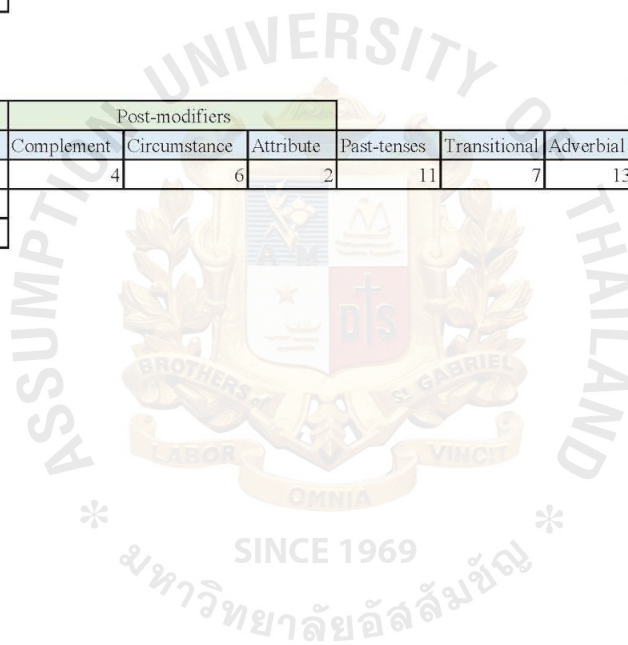 Post-modifiers
Complement Circumstance Attribute Past-tenses Transitional Adverbial
4 6 2 11 7 13
ASSUMPTION UNIVERSITY OF THAILAND
A M
D S
BROTHERS of ST GABRIEL
LABOR VINCIT
OMNIA
SINCE 1969
* มหาวิทยาลัยอัสสัมชัญ *